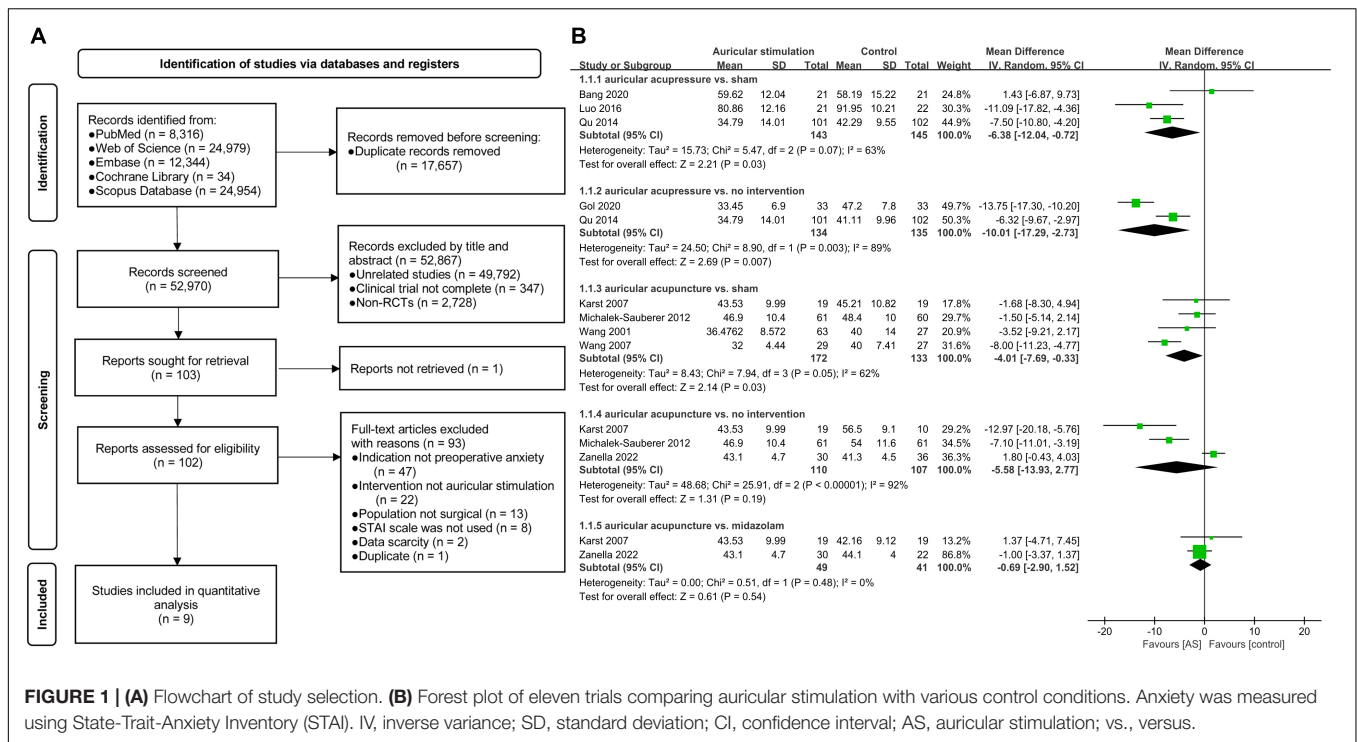 A
Identification of studies via databases and registers
Identification
Records identified from:
●PubMed (n = 8,316)
●Web of Science (n = 24,979)
●Embase (n = 12,344)
●Cochrane Library (n = 34)
●Scopus Database (n = 24,954)
Records removed before screening:
●Duplicate records removed
(n = 17,657)
Screening
Records screened
(n = 52,970)
Records excluded by title and
abstract (n = 52,867)
●Unrelated studies (n = 49,792)
●Clinical trial not complete (n = 347)
●Non-RCTs (n = 2,728)
Reports sought for retrieval
(n = 103)
Reports not retrieved (n = 1)
Reports assessed for eligibility
(n = 102)
Full-text articles excluded
with reasons (n = 93)
●Indication not preoperative anxiety
(n = 47)
●Intervention not auricular stimulation
(n = 22)
●Population not surgical (n = 13)
●STAI scale was not used (n = 8)
●Data scarcity (n = 2)
●Duplicate (n = 1)
Included
Studies included in quantitative
analysis
(n = 9)
B
Auricular stimulation Control Mean Difference Mean Difference
Study or Subgroup Mean SD Total Mean SD Total Weight IV, Random, 95% CI IV, Random, 95% CI
1.1.1 auricular acupressure vs. sham
Bang 2020 59.62 12.04 21 58.19 15.22 21 24.8% 1.43 [-6.87, 9.73]
Luo 2016 80.86 12.16 21 91.95 10.21 22 30.3% -11.09 [-17.82, -4.36]
Qu 2014 34.79 14.01 101 42.29 9.55 102 44.9% -7.50 [-10.80, -4.20]
Subtotal (95% CI) 143 145 100.0% -6.38 [-12.04, -0.72]
Heterogeneity: Tau² = 15.73; Chi² = 5.47, df = 2 (P = 0.07); I² = 63%
Test for overall effect: Z = 2.21 (P = 0.03)
1.1.2 auricular acupressure vs. no intervention
Gol 2020 33.45 6.9 33 47.2 7.8 33 49.7% -13.75 [-17.30, -10.20]
Qu 2014 34.79 14.01 101 41.11 9.96 102 50.3% -6.32 [-9.67, -2.97]
Subtotal (95% CI) 134 135 100.0% -10.01 [-17.29, -2.73]
Heterogeneity: Tau² = 24.50; Chi² = 8.90, df = 1 (P = 0.003); I² = 89%
Test for overall effect: Z = 2.69 (P = 0.007)
1.1.3 auricular acupuncture vs. sham
Karst 2007 43.53 9.99 19 45.21 10.82 19 17.8% -1.68 [-8.30, 4.94]
Michalek-Sauberer 2012 46.9 10.4 61 48.4 10 60 29.7% -1.50 [-5.14, 2.14]
Wang 2001 36.4762 8.572 63 40 14 27 20.9% -3.52 [-9.21, 2.17]
Wang 2007 32 4.44 29 40 7.41 27 31.6% -8.00 [-11.23, -4.77]
Subtotal (95% CI) 172 133 100.0% -4.01 [-7.69, -0.33]
Heterogeneity: Tau² = 8.43; Chi² = 7.94, df = 3 (P = 0.05); I² = 62%
Test for overall effect: Z = 2.14 (P = 0.03)
1.1.4 auricular acupuncture vs. no intervention
Karst 2007 43.53 9.99 19 56.5 9.1 10 29.2% -12.97 [-20.18, -5.76]
Michalek-Sauberer 2012 46.9 10.4 61 54 11.6 61 34.5% -7.10 [-11.01, -3.19]
Zanella 2022 43.1 4.7 30 41.3 4.5 36 36.3% 1.80 [-0.43, 4.03]
Subtotal (95% CI) 110 107 100.0% -5.58 [-13.93, 2.77]
Heterogeneity: Tau² = 48.68; Chi² = 25.91, df = 2 (P < 0.00001); I² = 92%
Test for overall effect: Z = 1.31 (P = 0.19)
1.1.5 auricular acupuncture vs. midazolam
Karst 2007 43.53 9.99 19 42.16 9.12 19 13.2% 1.37 [-4.71, 7.45]
Zanella 2022 43.1 4.7 30 44.1 4 22 86.8% -1.00 [-3.37, 1.37]
Subtotal (95% CI) 49 41 100.0% -0.69 [-2.90, 1.52]
Heterogeneity: Tau² = 0.00; Chi² = 0.51, df = 1 (P = 0.48); I² = 0%
Test for overall effect: Z = 0.61 (P = 0.54)
-20 -10 0 10 20
Favours [AS] Favours [control]
FIGURE 1 | (A) Flowchart of study selection. (B) Forest plot of eleven trials comparing auricular stimulation with various control conditions. Anxiety was measured
using State-Trait-Anxiety Inventory (STAI). IV, inverse variance; SD, standard deviation; CI, confidence interval; AS, auricular stimulation; vs., versus.